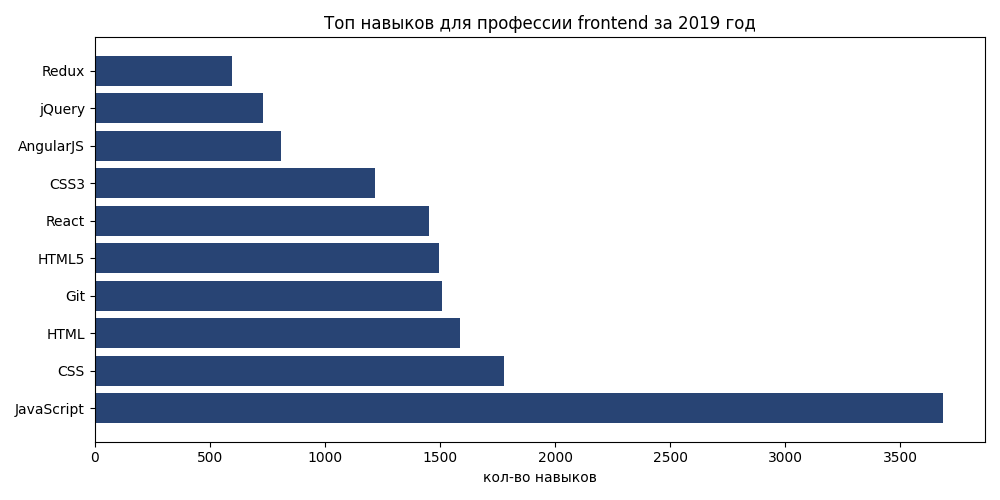 Топ навыков для профессии frontend за 2019 год
Redux
jQuery
AngularJS
CSS3
React
HTML5
Git
HTML
CSS
JavaScript
0 500 1000 1500 2000 2500 3000 3500
кол-во навыков